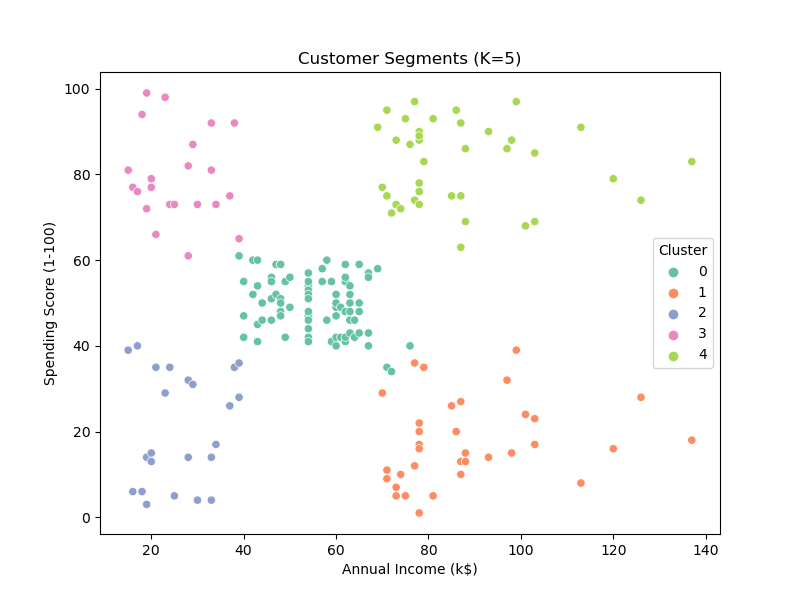 Customer Segments (K=5)
100
80
60
40
20
0
Spending Score (1-100)
Cluster
0
1
2
3
4
20 40 60 80 100 120 140
Annual Income (k$)